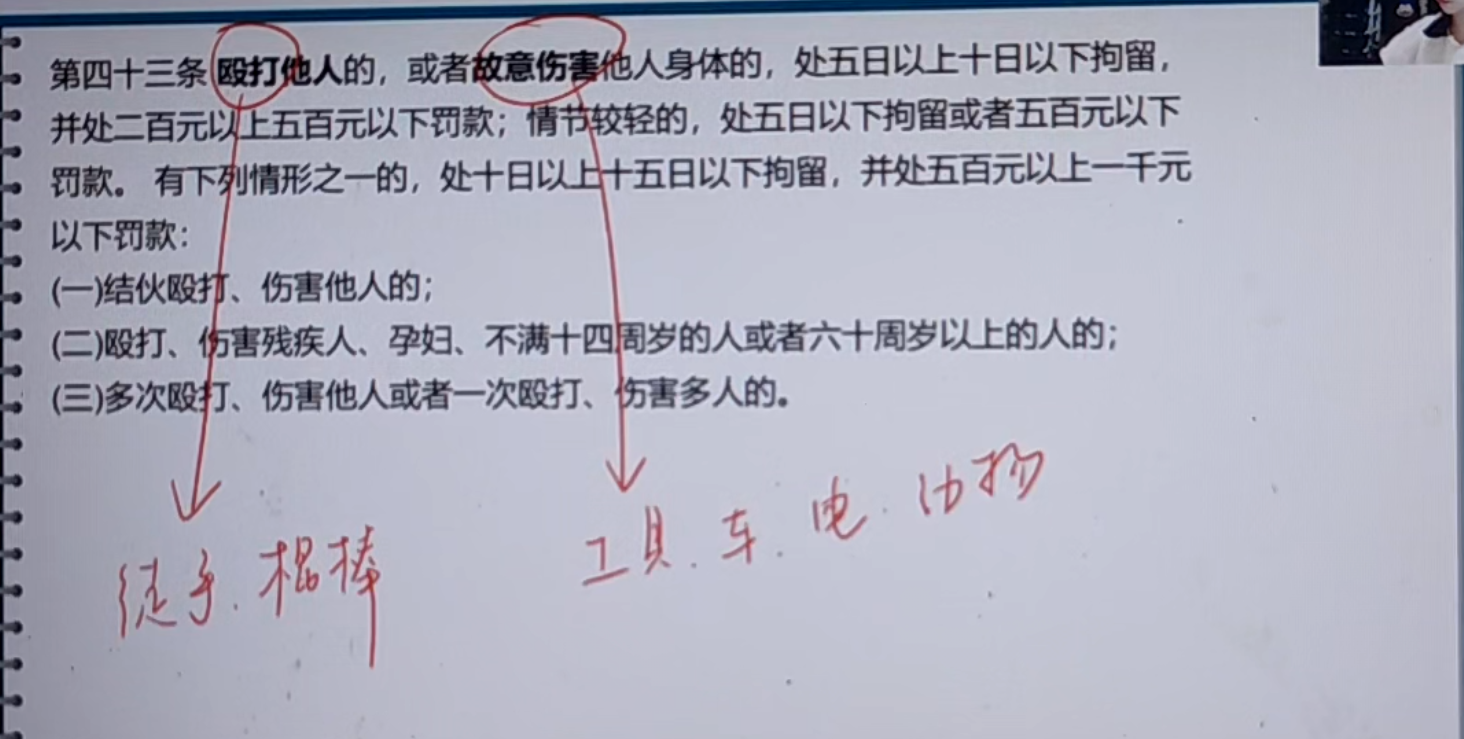 第四十三条 殴打他人的，或者故意伤害他人身体的，处五日以上十日以下拘留，
并处二百元以上五百元以下罚款；情节较轻的，处五日以下拘留或者五百元以下
罚款。 有下列情形之一的，处十日以上十五日以下拘留，并处五百元以上一千元
以下罚款：
(一)结伙殴打、伤害他人的；
(二)殴打、伤害残疾人、孕妇、不满十四周岁的人或者六十周岁以上的人的；
(三)多次殴打、伤害他人或者一次殴打、伤害多人的。
徒手.棍棒
工具.车.电.